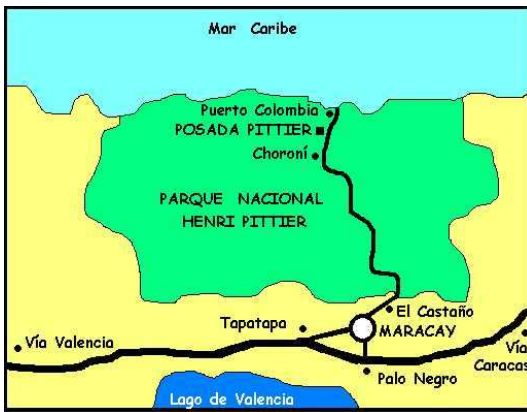 Mar Caribe
Puerto Colombia
POSADA PITTIER
Choroní
PARQUE NACIONAL
HENRI PITTIER
El Castaño
Tapatapa
MARACAY
Vía Valencia
Vía
Caracas
Palo Negro
Lago de Valencia